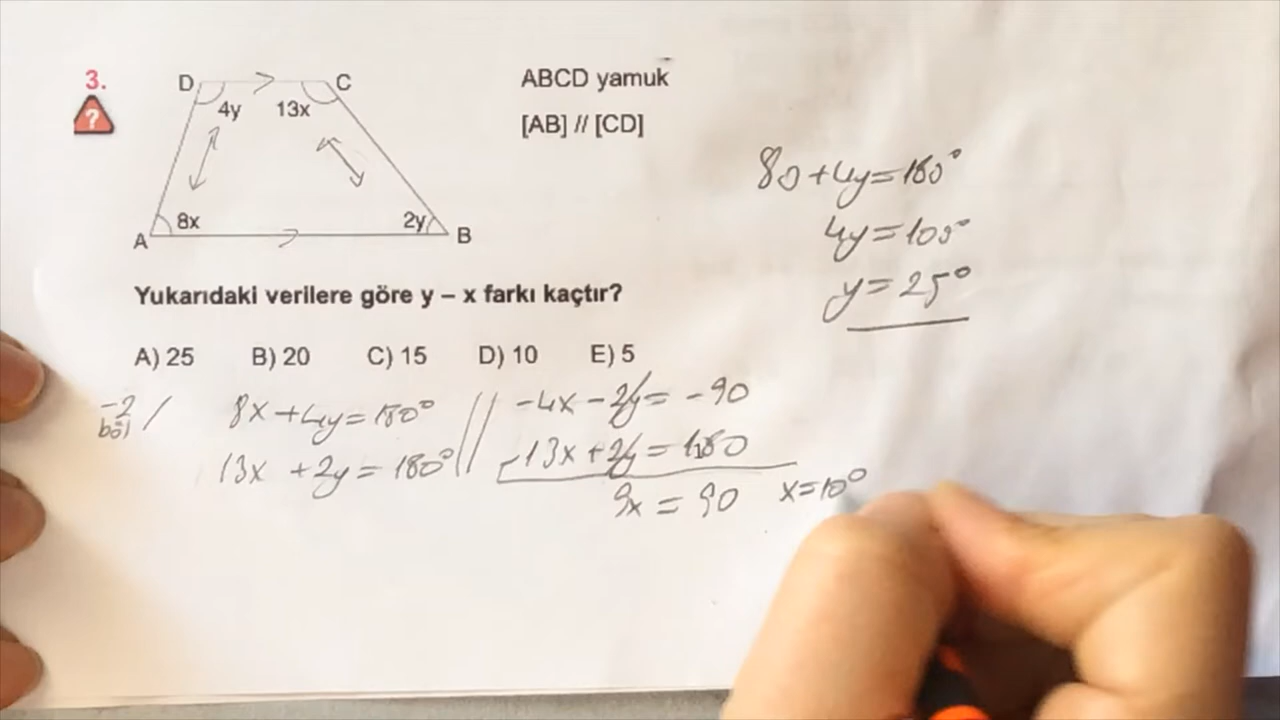 3.
?
D C
4y 13x
8x 2y
A B
ABCD yamuk
[AB] // [CD]
80+4y=180°
4y=100°
y=25°
Yukarıdaki verilere göre y – x farkı kaçtır?
A) 25 B) 20 C) 15 D) 10 E) 5
-2 böl /
8x+4y=180°
13x +2y=180°
-4x-2y=-90
13x+2y=180
9x=90 x=10°